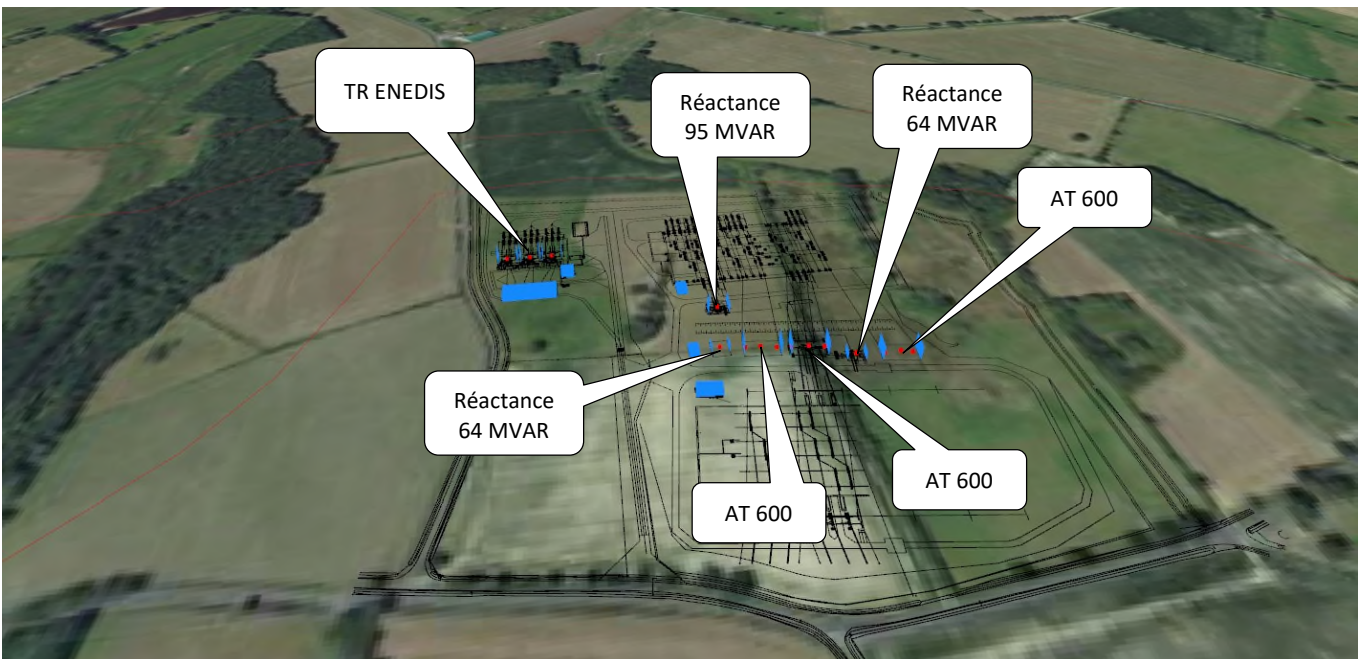 TR ENEDIS
Réactance
95 MVAR
Réactance
64 MVAR
AT 600
Réactance
64 MVAR
AT 600
AT 600